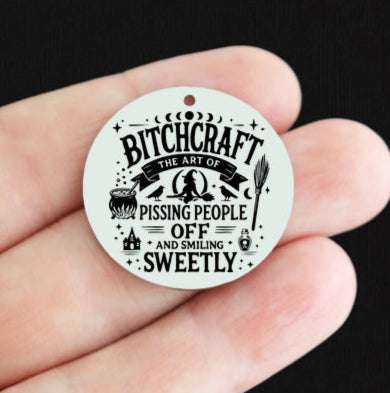 BITCHCRAFT
THE ART OF
PISSING PEOPLE
OFF
AND SMILING
SWEETLY